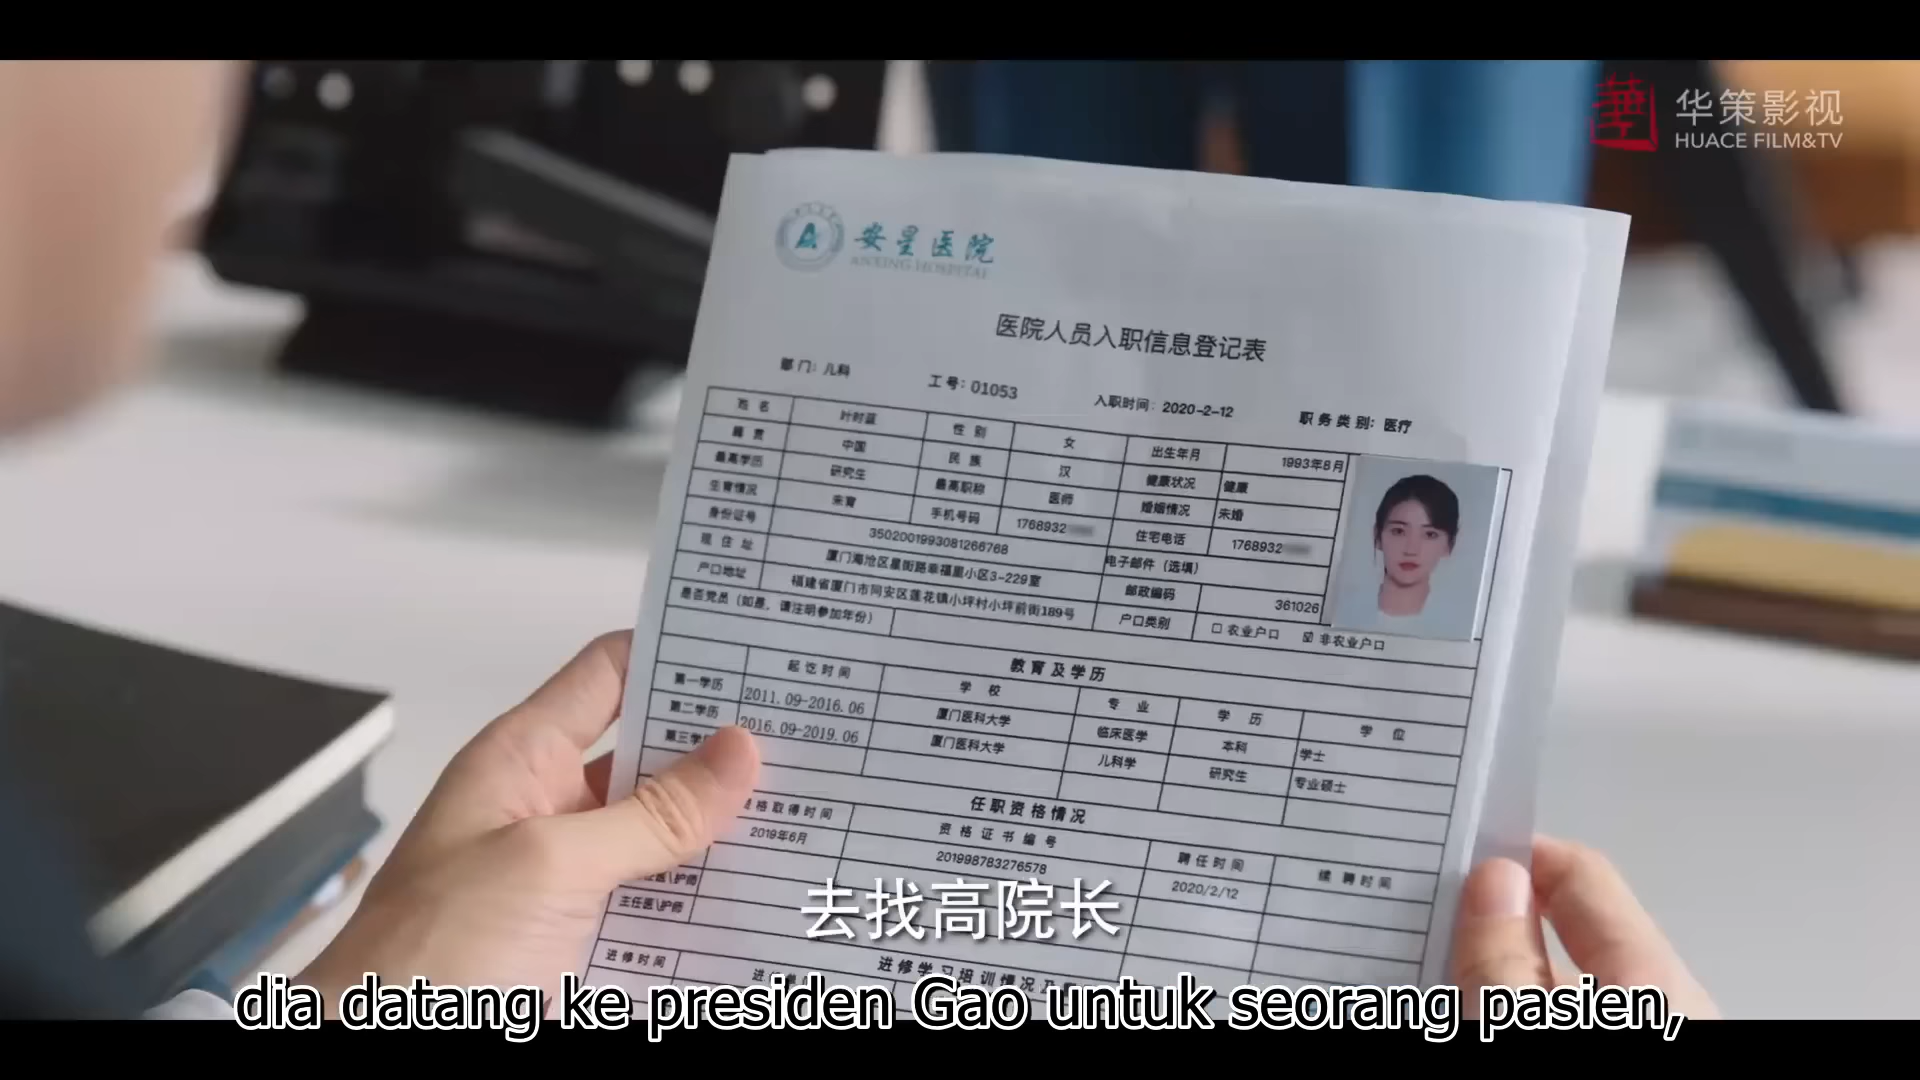 华策影视
HUACE FILM&TV
安星医院
ANXING HOSPITAL
医院人员入职信息登记表
部门：儿科 工号：01053 入职时间：2020-2-12 职务类别：医疗
姓名 叶时蓝 性别 女 出生年月 1993年8月
籍贯 中国 民族 汉 健康状况 健康
最高学历 研究生 最高职称 医师 婚姻情况 未婚
生育情况 未育 手机号码 1768932 住宅电话 1768932
身份证号 3502001993081266768 电子邮件（选填）
现住址 厦门海沧区星街路幸福里小区3-229室 邮政编码 361026
户口地址 福建省厦门市同安区莲花镇小坪村小坪前街189号 户口类别 □ 农业户口 ☑ 非农业户口
是否党员（如是，请注明参加年份）
教育及学历
起讫时间 学校 专业 学历 学位
第一学历 2011.09-2016.06 厦门医科大学 临床医学 本科 学士
第二学历 2016.09-2019.06 厦门医科大学 儿科学 研究生 专业硕士
第三学
任职资格情况
格取得时间 资格证书编号 聘任时间 续聘时间
2019年6月 201998783276578 2020/2/12
医\护师
主任医\护师
进修学习培训情况及
进修时间 进修单
去找高院长
dia datang ke presiden Gao untuk seorang pasien,